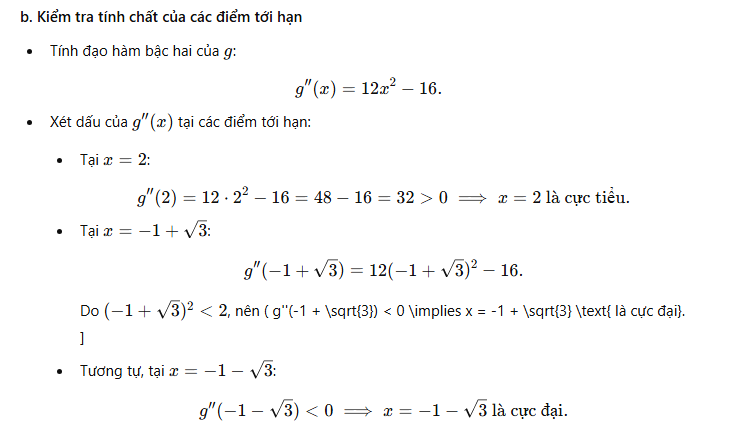 b. Kiểm tra tính chất của các điểm tới hạn
• Tính đạo hàm bậc hai của g:
g″(x) = 12x² − 16.
• Xét dấu của g″(x) tại các điểm tới hạn:
• Tại x = 2:
g″(2) = 12 · 2² − 16 = 48 − 16 = 32 > 0 ⟹ x = 2 là cực tiểu.
• Tại x = −1 + √3:
g″(−1 + √3) = 12(−1 + √3)² − 16.
Do (−1 + √3)² < 2, nên ( g''(-1 + \sqrt{3}) < 0 \implies x = -1 + \sqrt{3} \text{ là cực đại}.
]
• Tương tự, tại x = −1 − √3:
g″(−1 − √3) < 0 ⟹ x = −1 − √3 là cực đại.